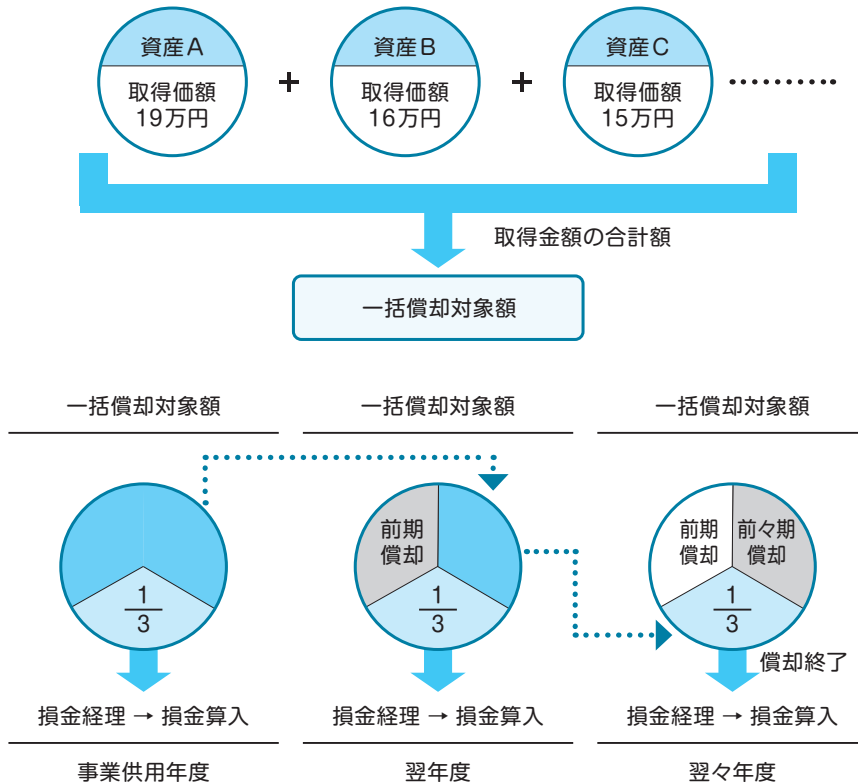 資産A
取得価額
19万円
+
資産B
取得価額
16万円
+
資産C
取得価額
15万円
取得金額の合計額
一括償却対象額
一括償却対象額
一括償却対象額
一括償却対象額
1
3
前期
償却
1
3
前期
償却
前々期
償却
1
3
償却終了
損金経理 → 損金算入
損金経理 → 損金算入
損金経理 → 損金算入
事業供用年度
翌年度
翌々年度